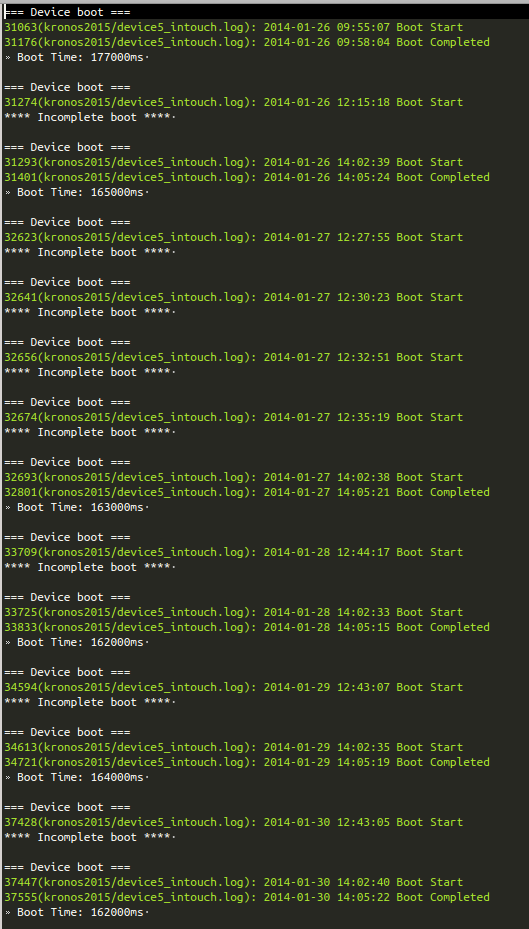 === Device boot ===
31063(kronos2015/device5_intouch.log): 2014-01-26 09:55:07 Boot Start
31176(kronos2015/device5_intouch.log): 2014-01-26 09:58:04 Boot Completed
» Boot Time: 177000ms·
=== Device boot ===
31274(kronos2015/device5_intouch.log): 2014-01-26 12:15:18 Boot Start
**** Incomplete boot ****·
=== Device boot ===
31293(kronos2015/device5_intouch.log): 2014-01-26 14:02:39 Boot Start
31401(kronos2015/device5_intouch.log): 2014-01-26 14:05:24 Boot Completed
» Boot Time: 165000ms·
=== Device boot ===
32623(kronos2015/device5_intouch.log): 2014-01-27 12:27:55 Boot Start
**** Incomplete boot ****·
=== Device boot ===
32641(kronos2015/device5_intouch.log): 2014-01-27 12:30:23 Boot Start
**** Incomplete boot ****·
=== Device boot ===
32656(kronos2015/device5_intouch.log): 2014-01-27 12:32:51 Boot Start
**** Incomplete boot ****·
=== Device boot ===
32674(kronos2015/device5_intouch.log): 2014-01-27 12:35:19 Boot Start
**** Incomplete boot ****·
=== Device boot ===
32693(kronos2015/device5_intouch.log): 2014-01-27 14:02:38 Boot Start
32801(kronos2015/device5_intouch.log): 2014-01-27 14:05:21 Boot Completed
» Boot Time: 163000ms·
=== Device boot ===
33709(kronos2015/device5_intouch.log): 2014-01-28 12:44:17 Boot Start
**** Incomplete boot ****·
=== Device boot ===
33725(kronos2015/device5_intouch.log): 2014-01-28 14:02:33 Boot Start
33833(kronos2015/device5_intouch.log): 2014-01-28 14:05:15 Boot Completed
» Boot Time: 162000ms·
=== Device boot ===
34594(kronos2015/device5_intouch.log): 2014-01-29 12:43:07 Boot Start
**** Incomplete boot ****·
=== Device boot ===
34613(kronos2015/device5_intouch.log): 2014-01-29 14:02:35 Boot Start
34721(kronos2015/device5_intouch.log): 2014-01-29 14:05:19 Boot Completed
» Boot Time: 164000ms·
=== Device boot ===
37428(kronos2015/device5_intouch.log): 2014-01-30 12:43:05 Boot Start
**** Incomplete boot ****·
=== Device boot ===
37447(kronos2015/device5_intouch.log): 2014-01-30 14:02:40 Boot Start
37555(kronos2015/device5_intouch.log): 2014-01-30 14:05:22 Boot Completed
» Boot Time: 162000ms·